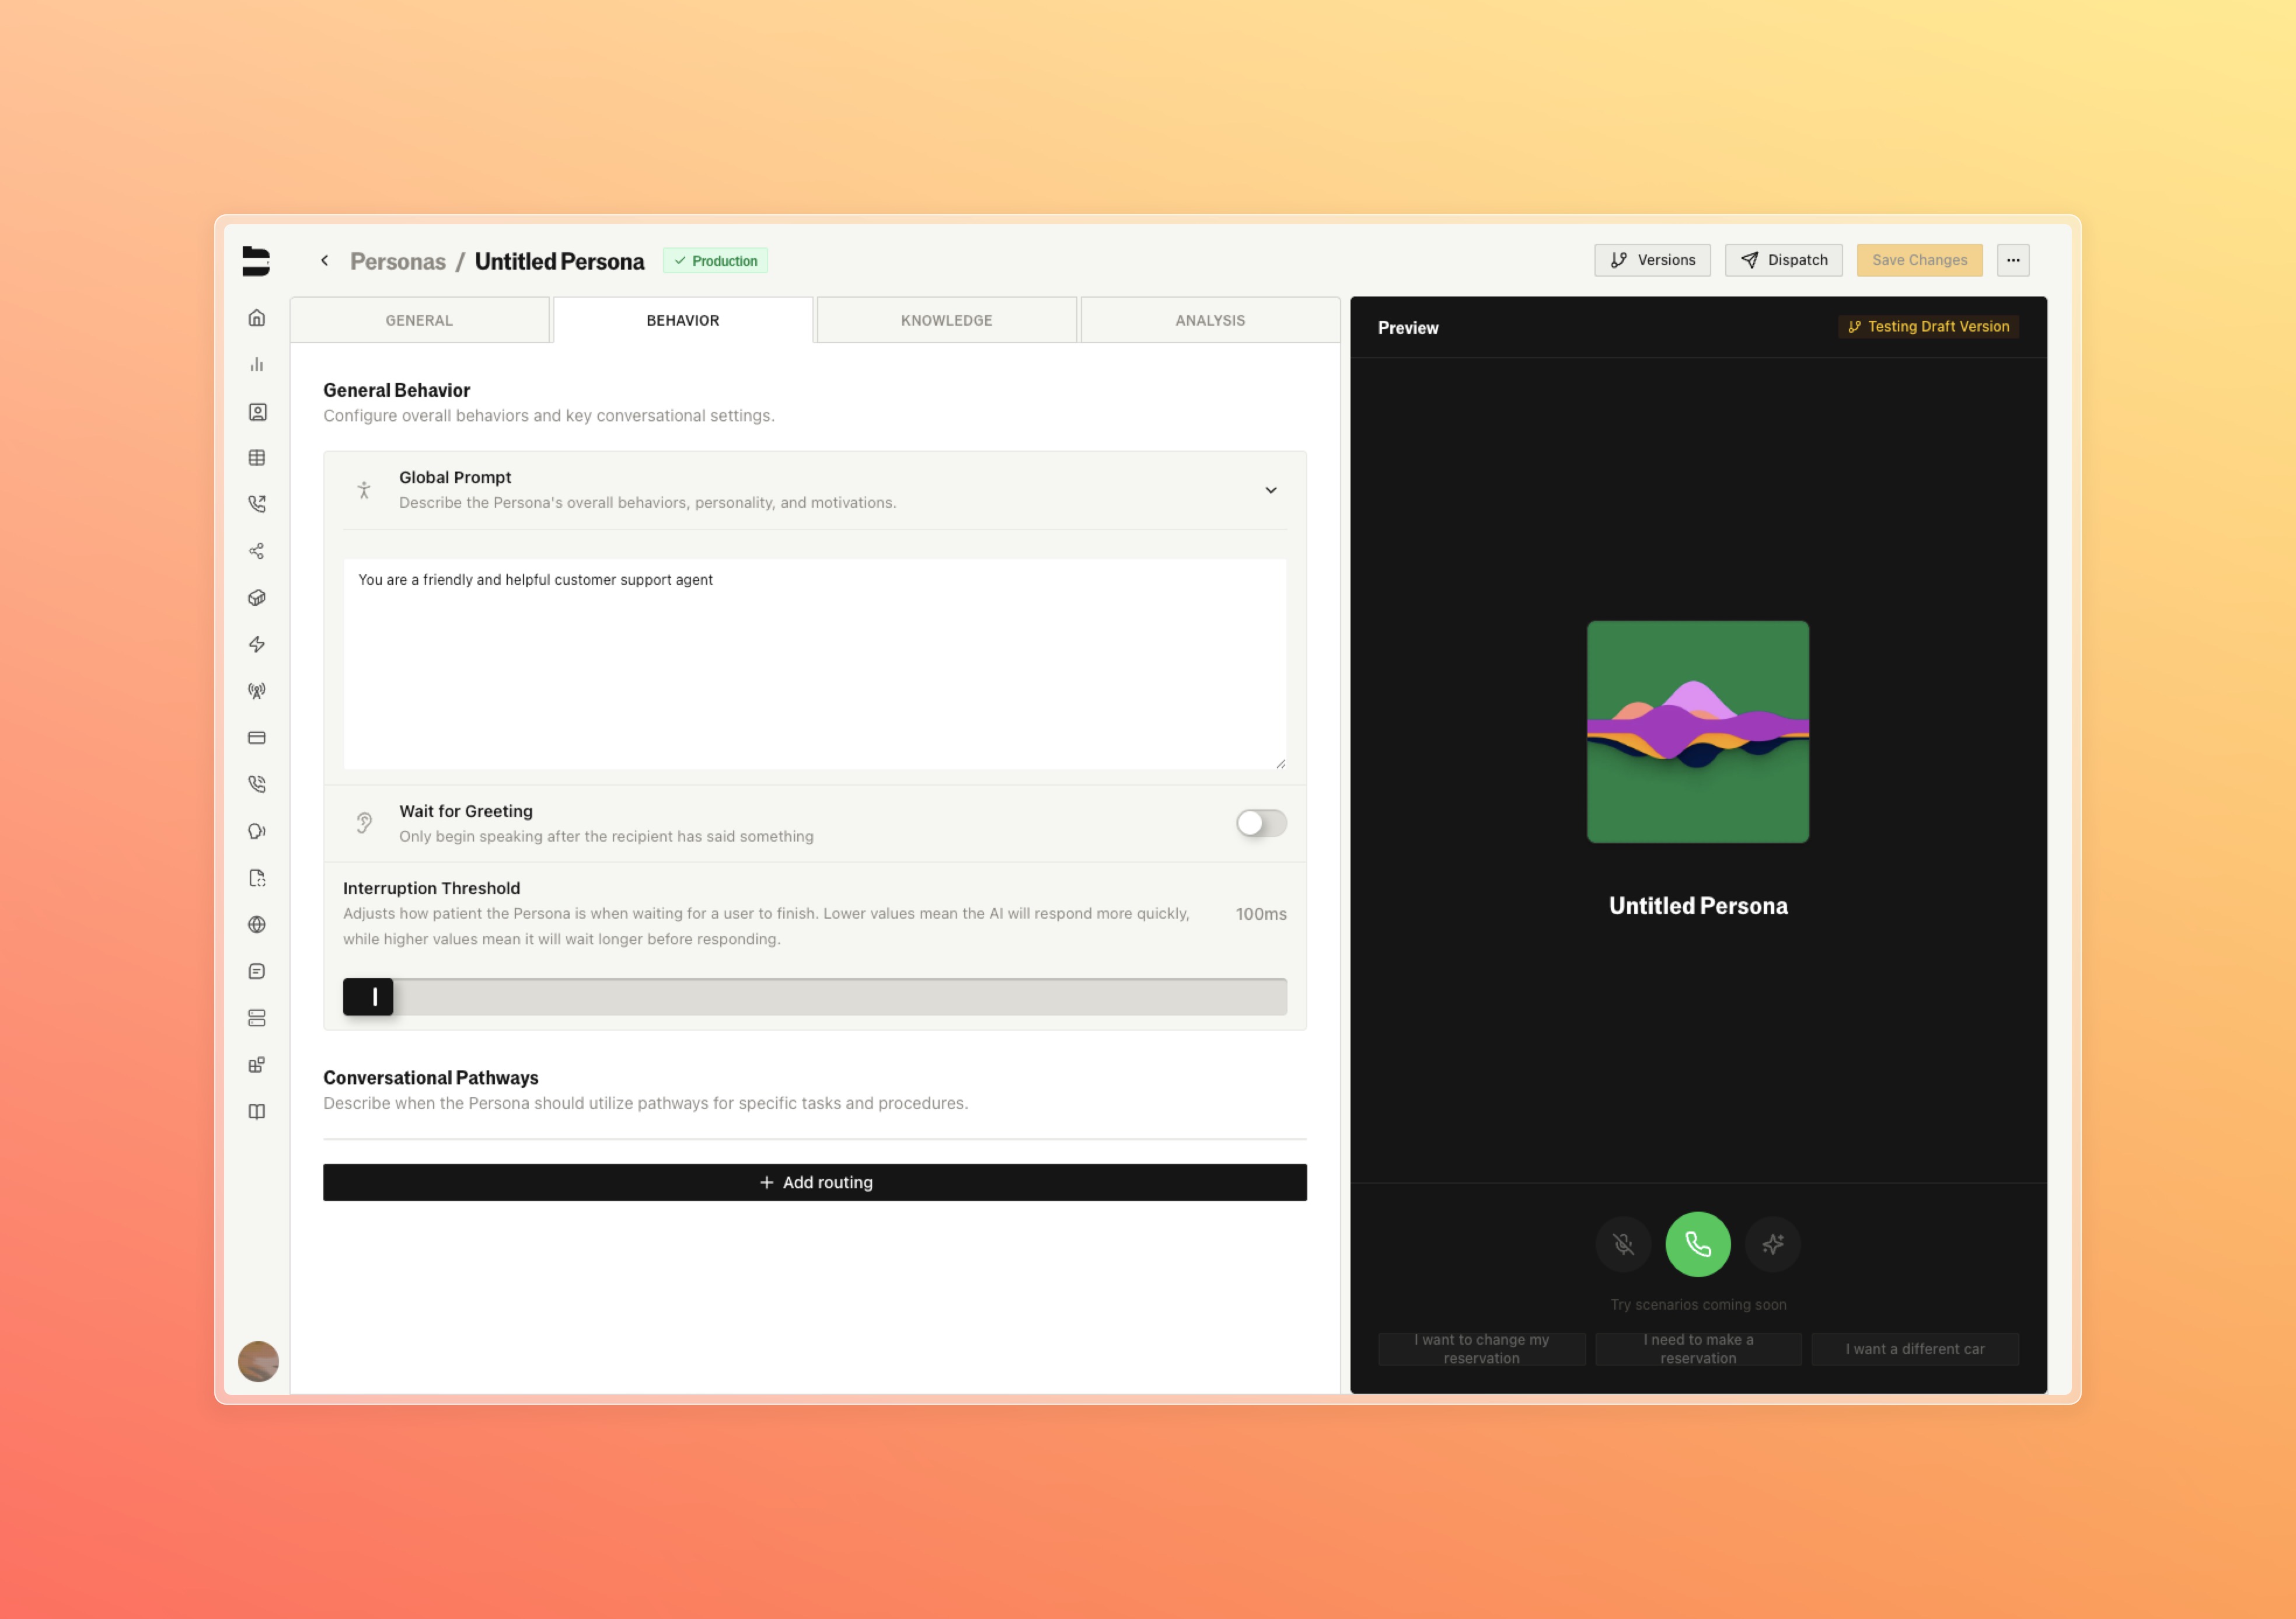 Personas / Untitled Persona
Production
Versions
Dispatch
Save Changes
GENERAL
BEHAVIOR
KNOWLEDGE
ANALYSIS
General Behavior
Configure overall behaviors and key conversational settings.
Global Prompt
Describe the Persona's overall behaviors, personality, and motivations.
You are a friendly and helpful customer support agent
Wait for Greeting
Only begin speaking after the recipient has said something
Interruption Threshold
Adjusts how patient the Persona is when waiting for a user to finish. Lower values mean the AI will respond more quickly,
while higher values mean it will wait longer before responding.
100ms
Conversational Pathways
Describe when the Persona should utilize pathways for specific tasks and procedures.
+ Add routing
Preview
Testing Draft Version
Untitled Persona
Try scenarios coming soon
I want to change my
reservation
I need to make a
reservation
I want a different car